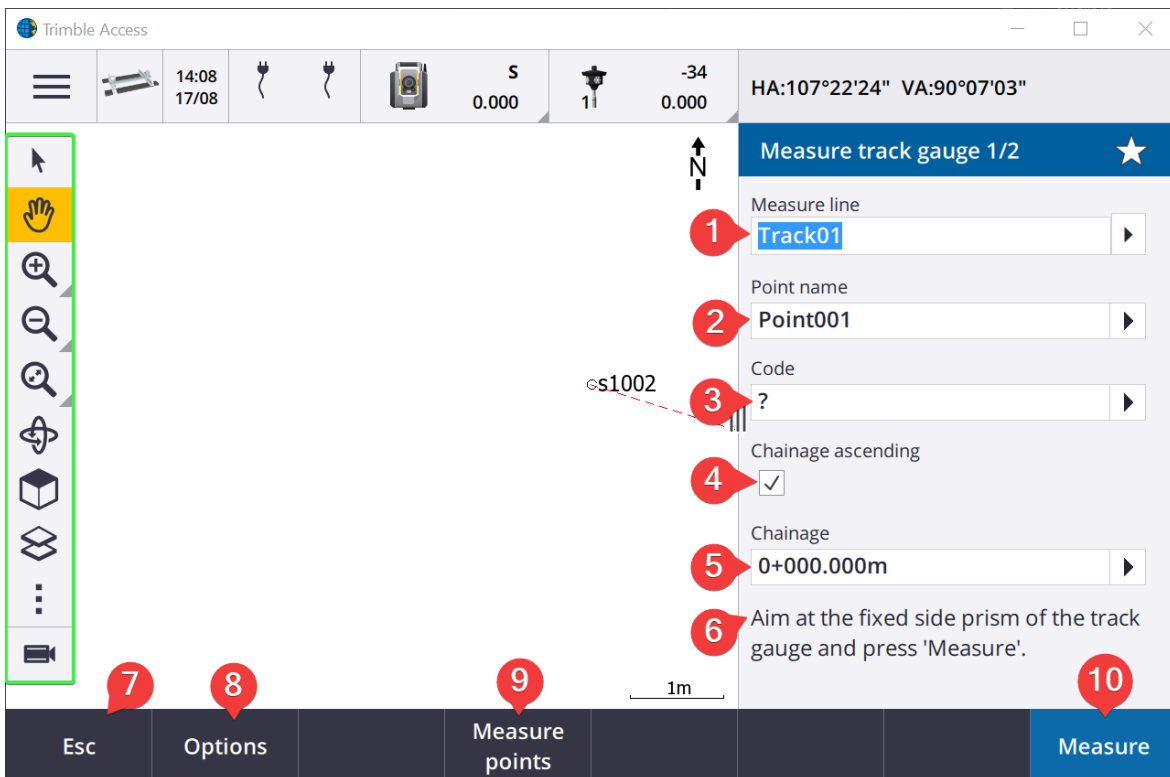 Trimble Access
14:08
17/08
S
0.000
1
-34
0.000
HA:107°22'24" VA:90°07'03"
N
Measure track gauge 1/2
Measure line
1
Track01
Point name
2
Point001
s1002
Code
3
?
Chainage ascending
4
Chainage
5
0+000.000m
6
Aim at the fixed side prism of the track
gauge and press 'Measure'.
1m
7
8
9
10
Esc
Options
Measure
points
Measure